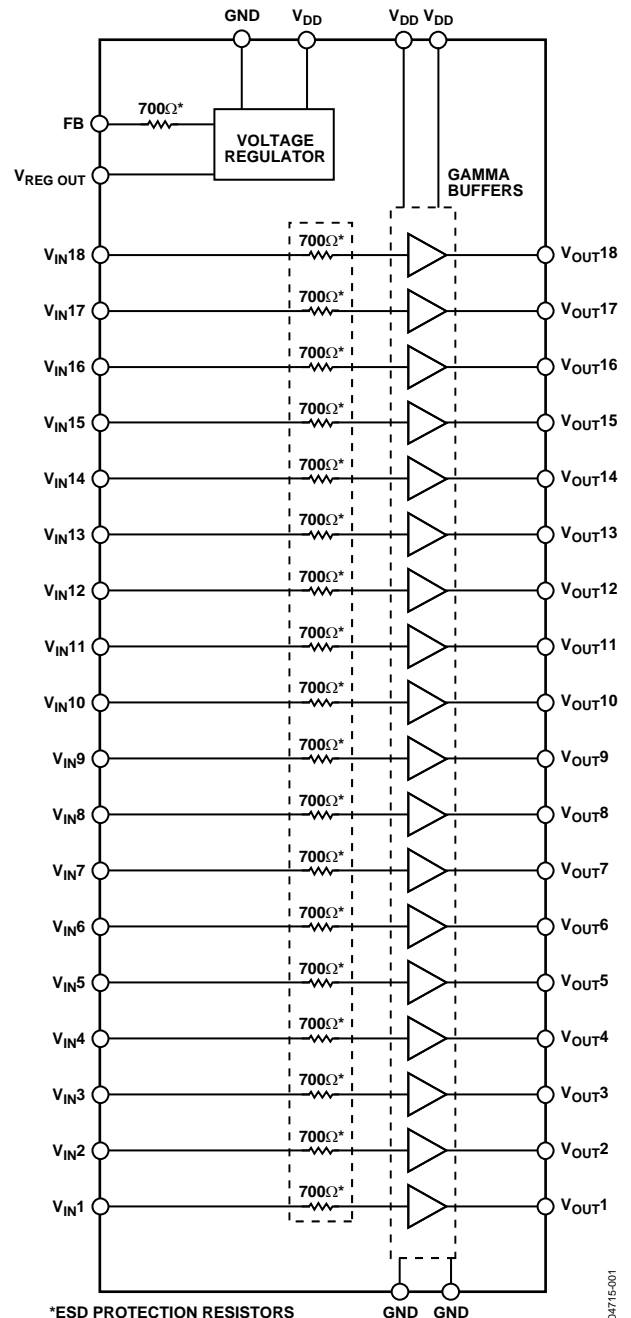 GND VDD VDD VDD
700Ω*
FB
VOLTAGE
REGULATOR
VREG OUT
GAMMA
BUFFERS
700Ω*
VIN18 VOUT18
700Ω*
VIN17 VOUT17
700Ω*
VIN16 VOUT16
700Ω*
VIN15 VOUT15
700Ω*
VIN14 VOUT14
700Ω*
VIN13 VOUT13
700Ω*
VIN12 VOUT12
700Ω*
VIN11 VOUT11
700Ω*
VIN10 VOUT10
700Ω*
VIN9 VOUT9
700Ω*
VIN8 VOUT8
700Ω*
VIN7 VOUT7
700Ω*
VIN6 VOUT6
700Ω*
VIN5 VOUT5
700Ω*
VIN4 VOUT4
700Ω*
VIN3 VOUT3
700Ω*
VIN2 VOUT2
700Ω*
VIN1 VOUT1
*ESD PROTECTION RESISTORS GND GND
04715-001